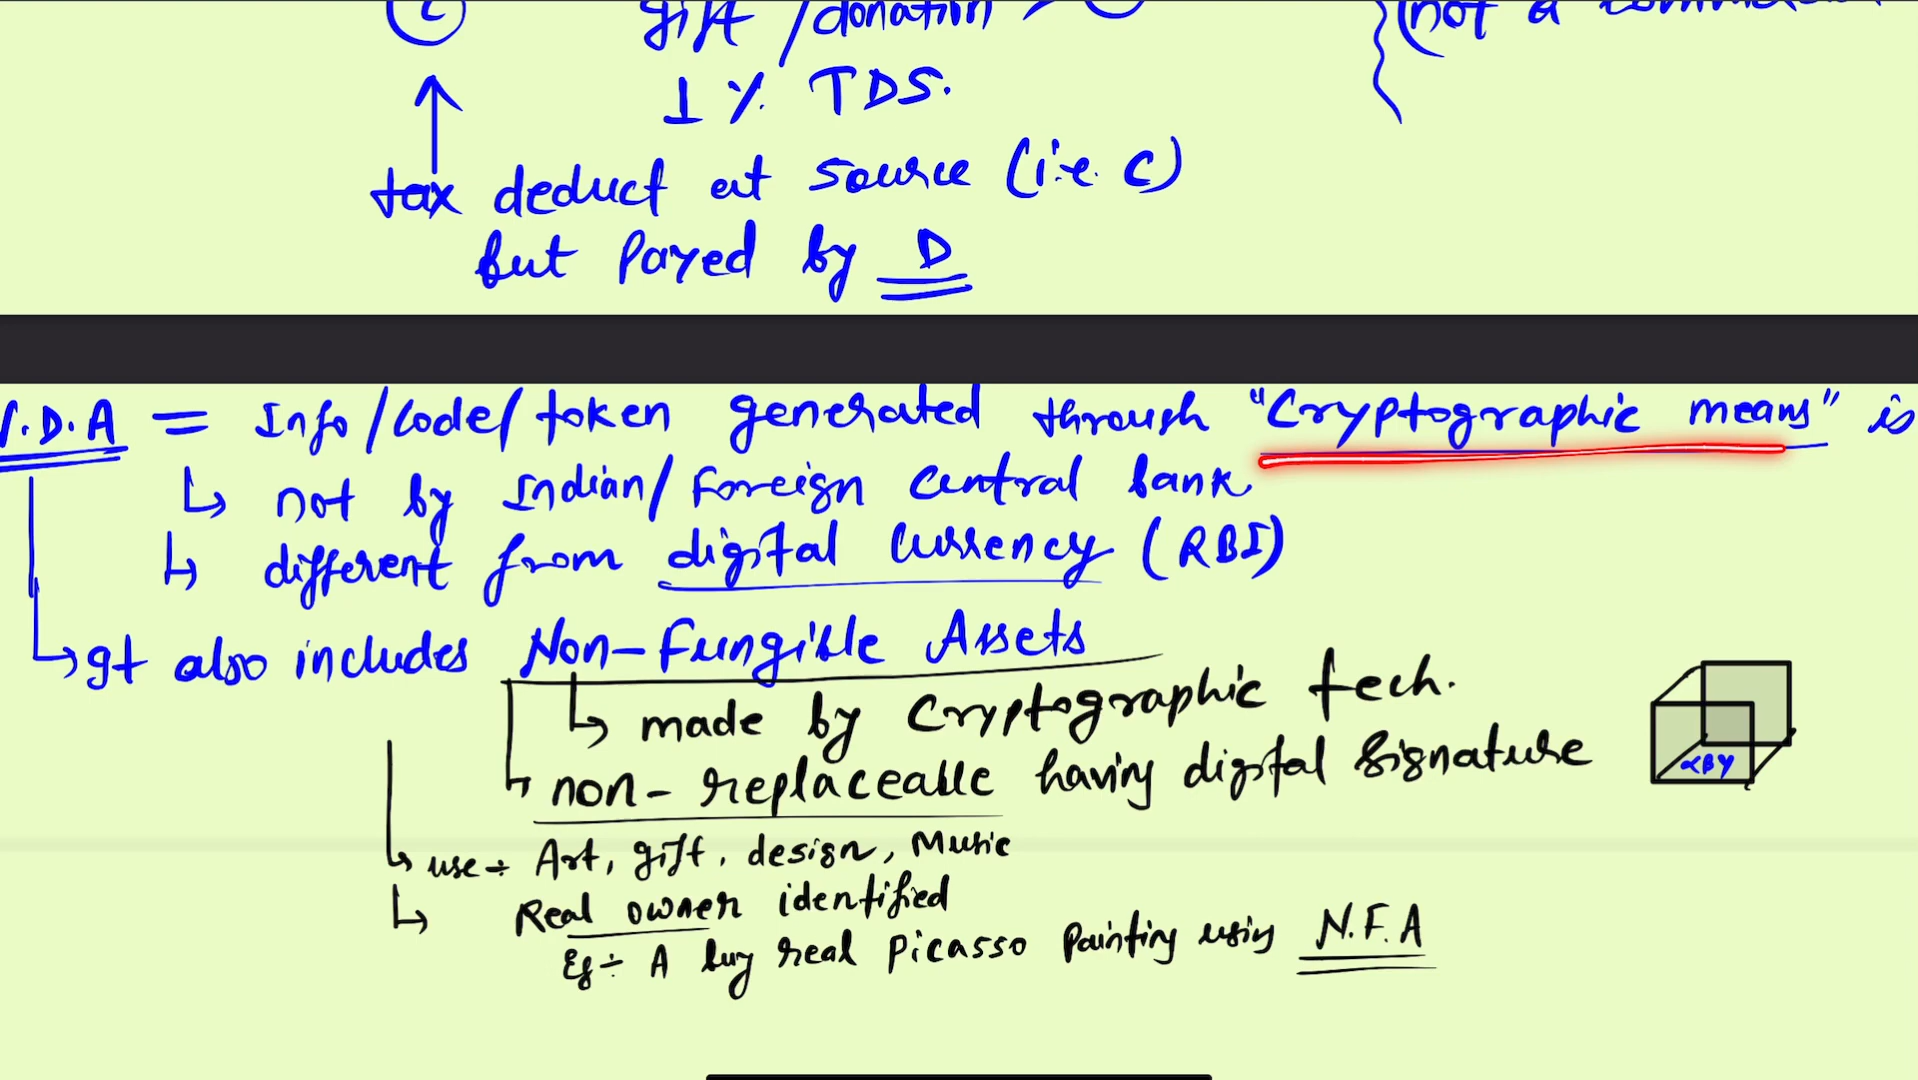 gift / donation
(not a
1 % TDS.
tax deduct at source (i.e. C)
but payed by D
.D.A = Info/Code/token generated through "Cryptographic means" is
↳ not by Indian/Foreign Central bank
↳ different from digital Currency (RBI)
↳ It also includes Non-Fungible Assets
↳ made by Cryptographic tech.
↳ non-replaceable having digital Signature
αβγ
↳ use÷ Art, gift, design, Music
↳ Real owner identified
Eg÷ A buy real Picasso Painting using N.F.A